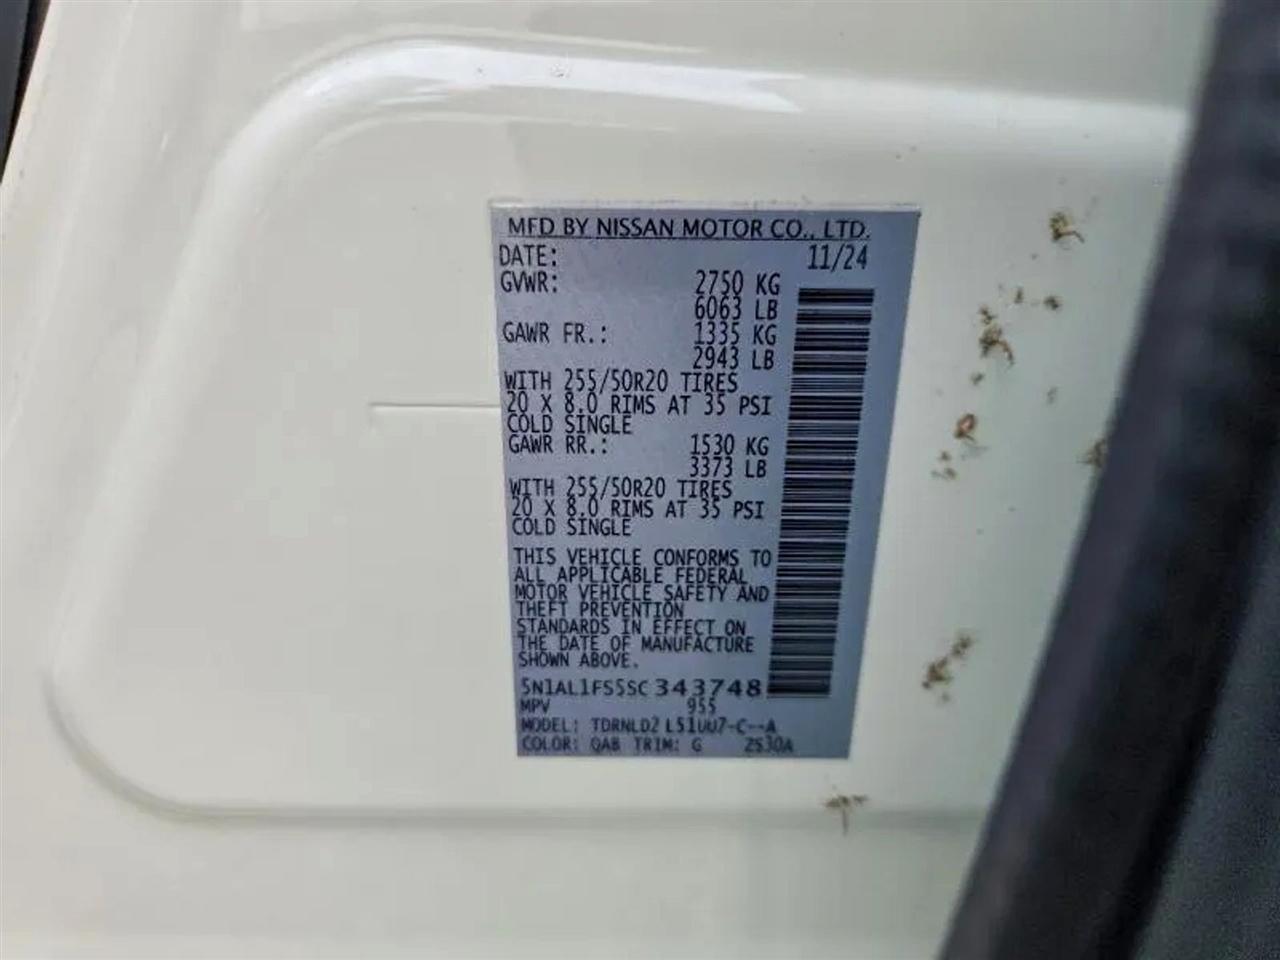 MFD BY NISSAN MOTOR CO., LTD.
DATE: 11/24
GVWR: 2750 KG
6063 LB
GAWR FR.: 1335 KG
2943 LB
WITH 255/50R20 TIRES
20 X 8.0 RIMS AT 35 PSI
COLD SINGLE
GAWR RR.: 1530 KG
3373 LB
WITH 255/50R20 TIRES
20 X 8.0 RIMS AT 35 PSI
COLD SINGLE
THIS VEHICLE CONFORMS TO
ALL APPLICABLE FEDERAL
MOTOR VEHICLE SAFETY AND
THEFT PREVENTION
STANDARDS IN EFFECT ON
THE DATE OF MANUFACTURE
SHOWN ABOVE.
5N1AL1FS5SC343748
MPV 955
MODEL: TDRNLD2 L51UU7-C--A
COLOR: QAB TRIM: G ZS30A